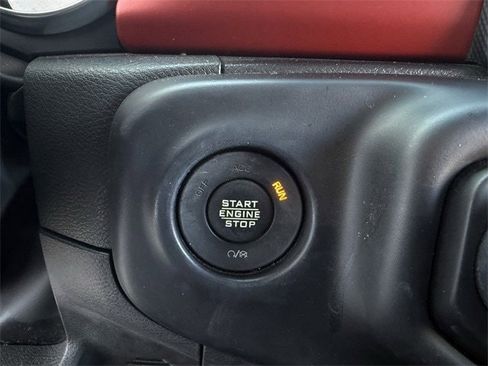 ACC
OFF
RUN
START
ENGINE
STOP